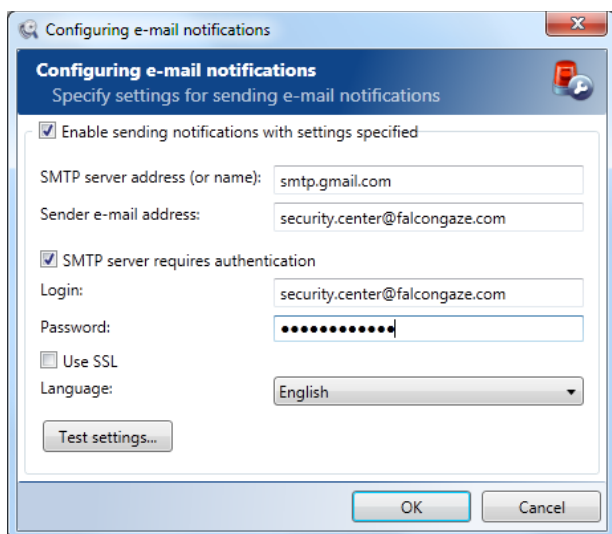 Configuring e-mail notifications
Configuring e-mail notifications
Specify settings for sending e-mail notifications
Enable sending notifications with settings specified
SMTP server address (or name): smtp.gmail.com
Sender e-mail address: security.center@falcongaze.com
SMTP server requires authentication
Login: security.center@falcongaze.com
Password: ●●●●●●●●●●●●
Use SSL
Language: English
Test settings...
OK Cancel